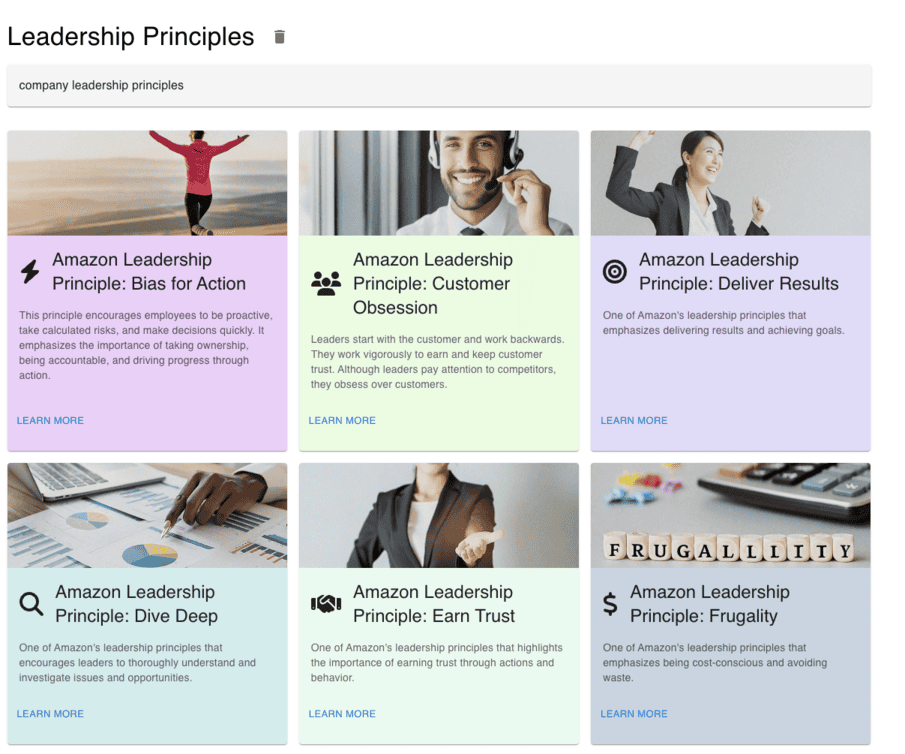 Leadership Principles
company leadership principles
Amazon Leadership
Principle: Bias for Action
This principle encourages employees to be proactive,
take calculated risks, and make decisions quickly. It
emphasizes the importance of taking ownership,
being accountable, and driving progress through
action.
LEARN MORE
Amazon Leadership
Principle: Customer
Obsession
Leaders start with the customer and work backwards.
They work vigorously to earn and keep customer
trust. Although leaders pay attention to competitors,
they obsess over customers.
LEARN MORE
Amazon Leadership
Principle: Deliver Results
One of Amazon's leadership principles that
emphasizes delivering results and achieving goals.
LEARN MORE
Amazon Leadership
Principle: Dive Deep
One of Amazon's leadership principles that
encourages leaders to thoroughly understand and
investigate issues and opportunities.
LEARN MORE
Amazon Leadership
Principle: Earn Trust
One of Amazon's leadership principles that highlights
the importance of earning trust through actions and
behavior.
LEARN MORE
FRUGALLLITY
Amazon Leadership
Principle: Frugality
One of Amazon's leadership principles that
emphasizes being cost-conscious and avoiding
waste.
LEARN MORE